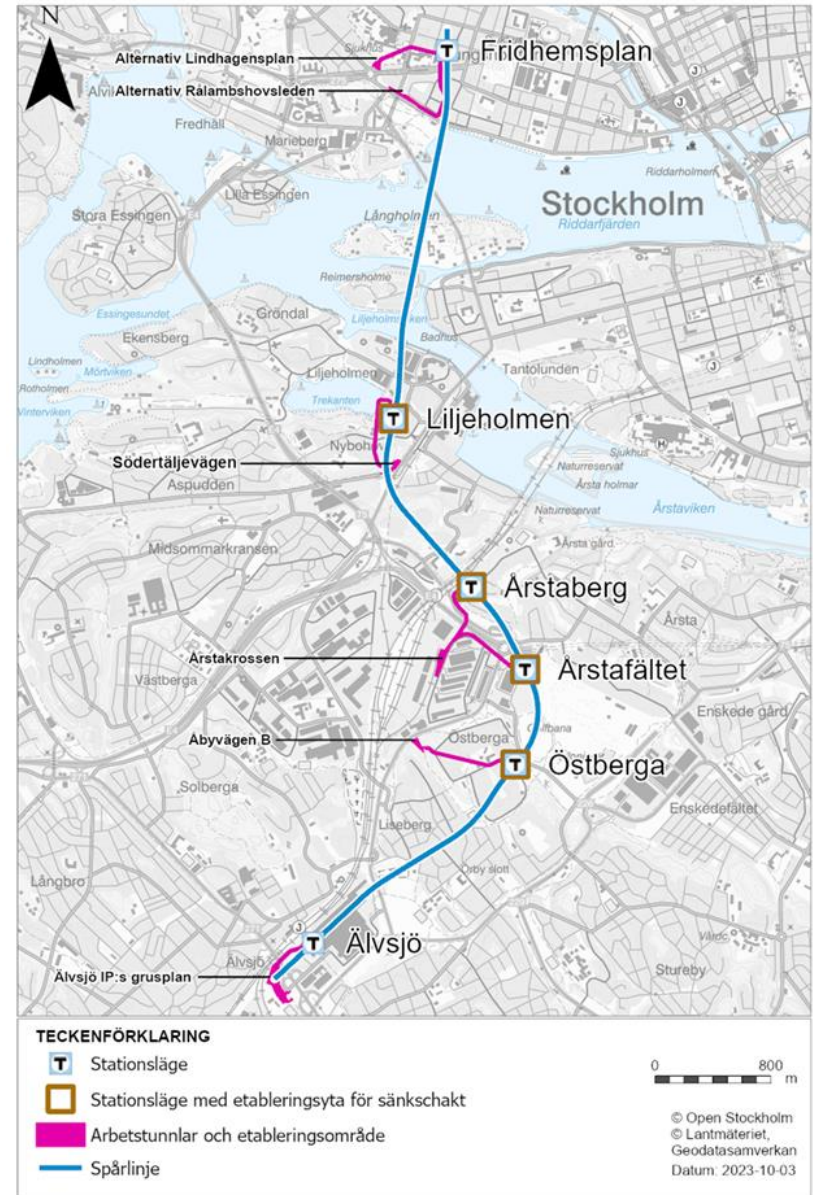 N
Alternativ Lindhagensplan
Sjukhus
T
Fridhemsplan
Alternativ Rålambshovsleden
Fredhäll
Marieberg
J
Riddarholmen
Lilla Essingen
Stora Essingen
Långholmen
Stockholm
Riddarfjärden
Reimersholme
Essingesundet
Gröndal
Ekensberg
Badhus
Lindholmen
Mörtviken
Rotholmen
Vinterviken
Liljeholmen
Tantolunden
J
Trekanten
T
Liljeholmen
Södertäljevägen
Aspudden
H
Sjukhus
Naturreservat
Årsta holmar
Naturreservat
Årstaviken
Midsommarkransen
Årsta gård
T
Årstaberg
Årsta
Årstakrossen
T
Årstafältet
Västberga
Enskede gård
Åbyvägen B
Östberga
T
Östberga
Solberga
Enskedefältet
Liseberg
Örby slott
Långbro
J
T
Älvsjö
Älvsjö
Älvsjö IP:s grusplan
Stureby
TECKENFÖRKLARING
T Stationsläge
Stationsläge med etableringsyta för sänkschakt
Arbetstunnlar och etableringsområde
Spårlinje
0 800
m
© Open Stockholm
© Lantmäteriet,
Geodatasamverkan
Datum: 2023-10-03